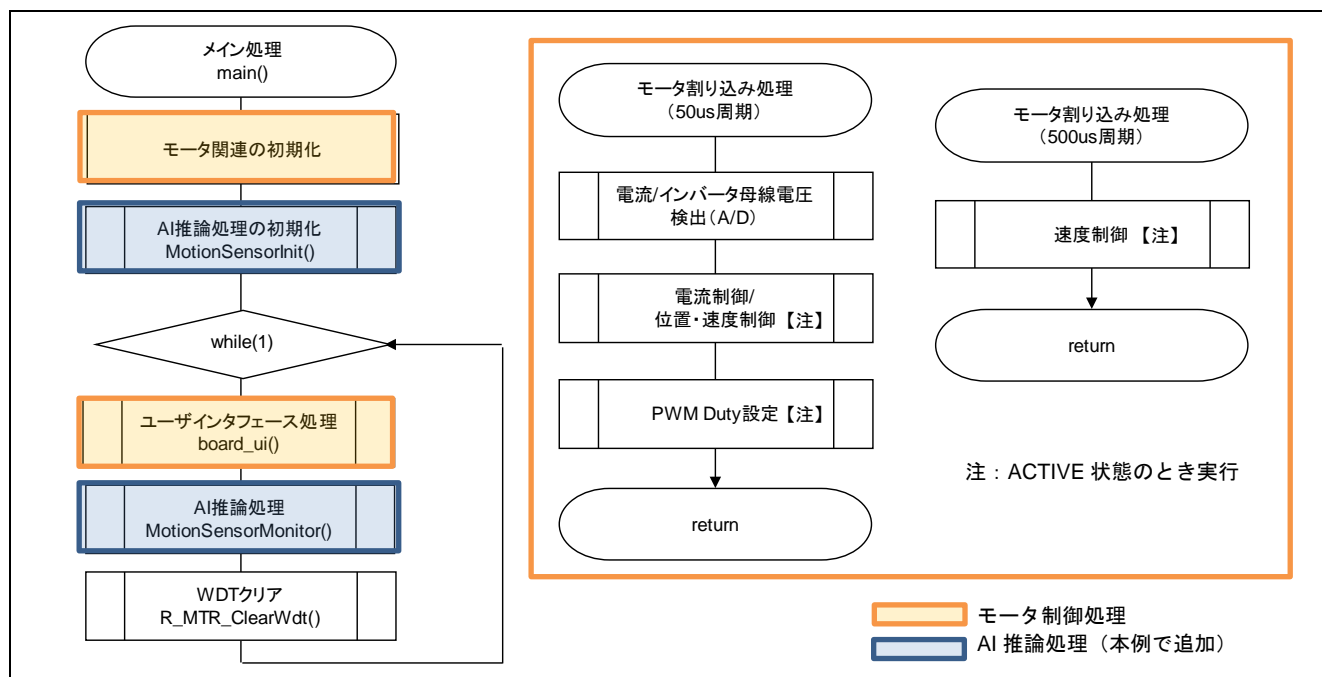 メイン処理
main()
モータ関連の初期化
AI推論処理の初期化
MotionSensorInit()
while(1)
ユーザインタフェース処理
board_ui()
AI推論処理
MotionSensorMonitor()
WDTクリア
R_MTR_ClearWdt()
モータ割り込み処理
(50us周期)
電流/インバータ母線電圧
検出(A/D)
電流制御/
位置・速度制御 【注】
PWM Duty設定 【注】
return
モータ割り込み処理
(500us周期)
速度制御 【注】
return
注：ACTIVE 状態のとき実行
モータ制御処理
AI 推論処理（本例で追加）